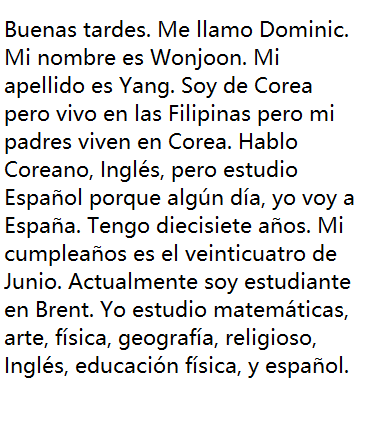 Buenas tardes. Me llamo Dominic.
Mi nombre es Wonjoon. Mi
apellido es Yang. Soy de Corea
pero vivo en las Filipinas pero mi
padres viven en Corea. Hablo
Coreano, Inglés, pero estudio
Español porque algún día, yo voy a
España. Tengo diecisiete años. Mi
cumpleaños es el veinticuatro de
Junio. Actualmente soy estudiante
en Brent. Yo estudio matemáticas,
arte, física, geografía, religioso,
Inglés, educación física, y español.